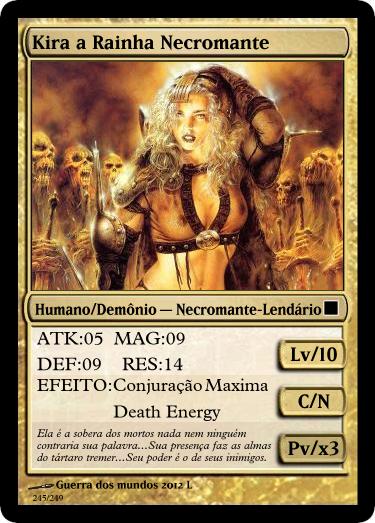 Kira a Rainha Necromante
Humano/Demônio — Necromante-Lendário
ATK:05 MAG:09
DEF:09 RES:14
Lv/10
EFEITO:Conjuração Maxima
Death Energy
C/N
Ela é a sobera dos mortos nada nem ninguém
contraria sua palavra...Sua presença faz as almas
do tártaro tremer...Seu poder é o de seus inimigos.
Pv/x3
Guerra dos mundos 2012 L
245/249